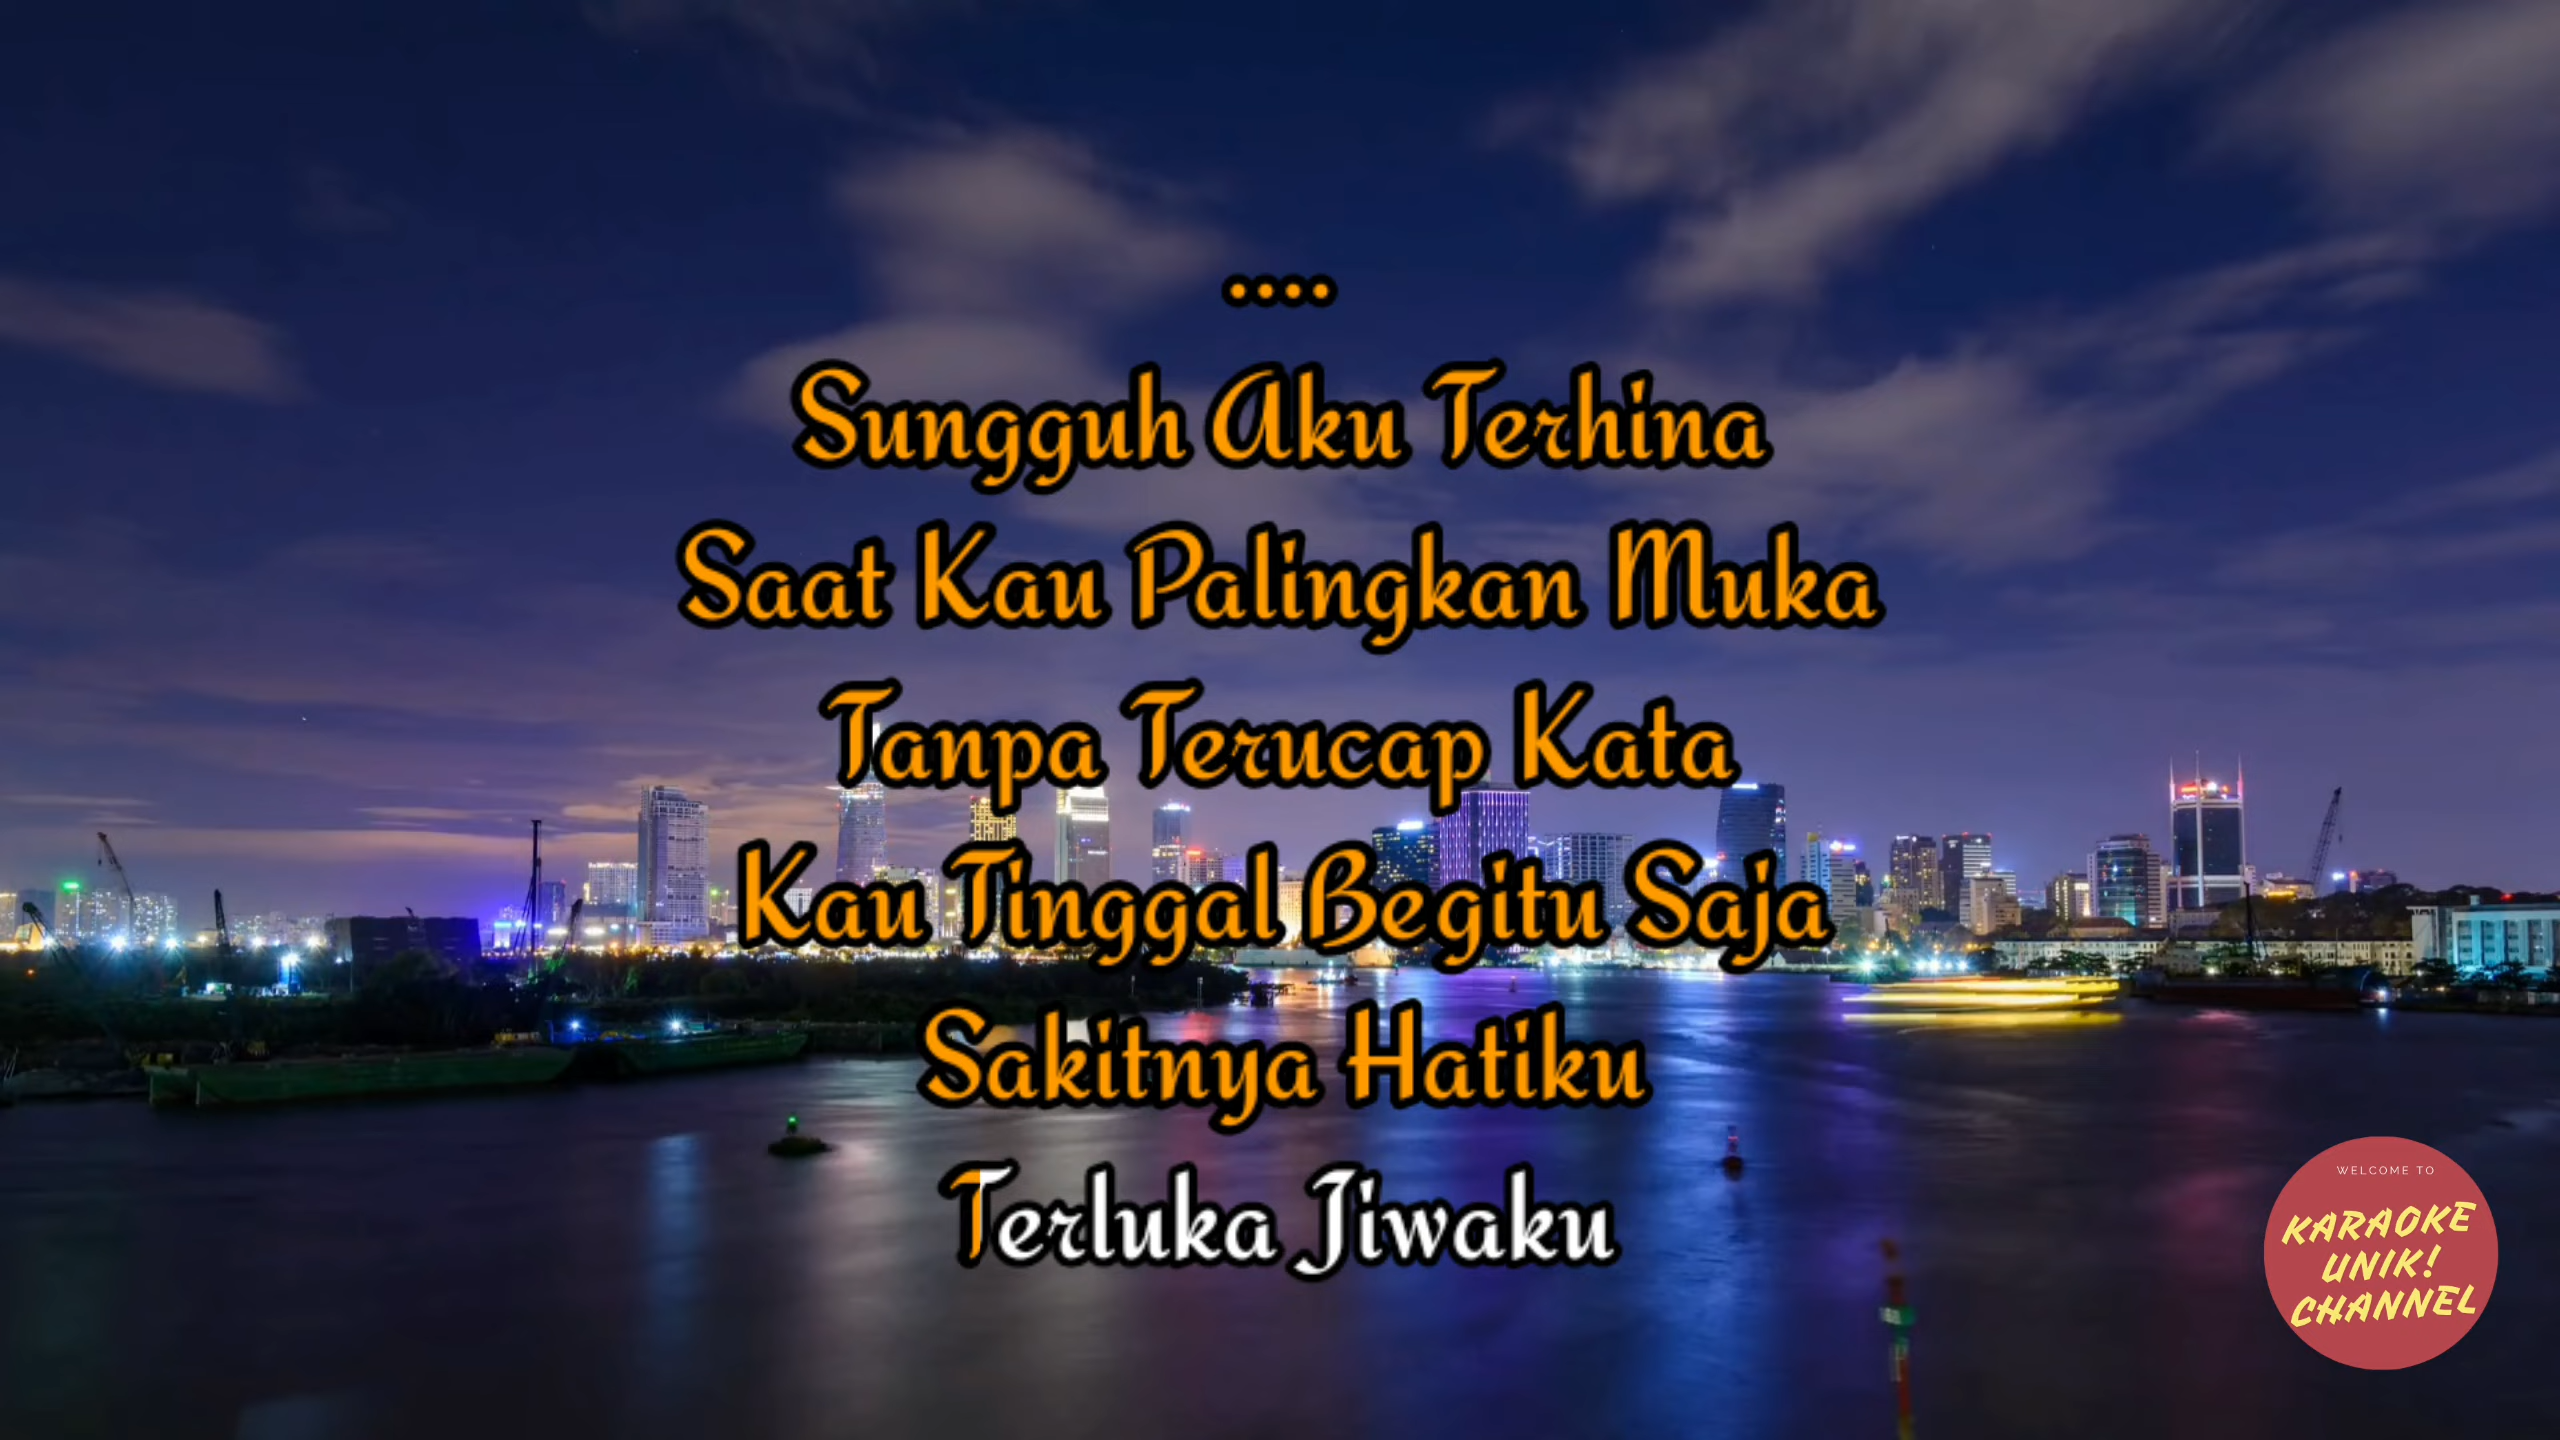 ....
Sungguh Aku Terhina
Saat Kau Palingkan Muka
Tanpa Terucap Kata
Kau Tinggal Begitu Saja
Sakitnya Hatiku
Terluka Jiwaku
WELCOME TO
KARAOKE
UNIK!
CHANNEL